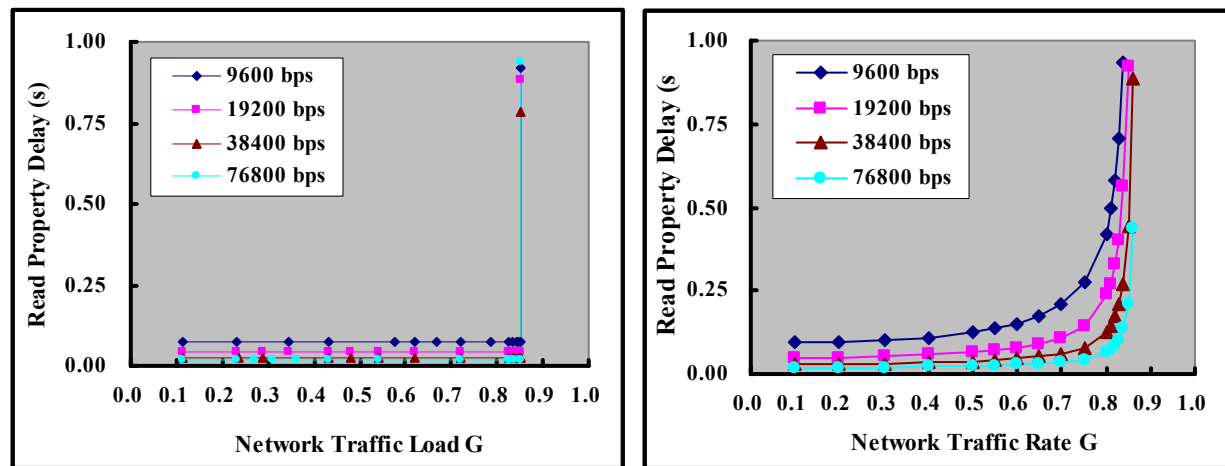 1.00
0.75
0.50
0.25
0.00
Read Property Delay (s)
9600 bps
19200 bps
38400 bps
76800 bps
0.0 0.1 0.2 0.3 0.4 0.5 0.6 0.7 0.8 0.9 1.0
Network Traffic Load G
1.00
0.75
0.50
0.25
0.00
Read Property Delay (s
9600 bps
19200 bps
38400 bps
76800 bps
0.0 0.1 0.2 0.3 0.4 0.5 0.6 0.7 0.8 0.9 1.0
Network Traffic Rate G